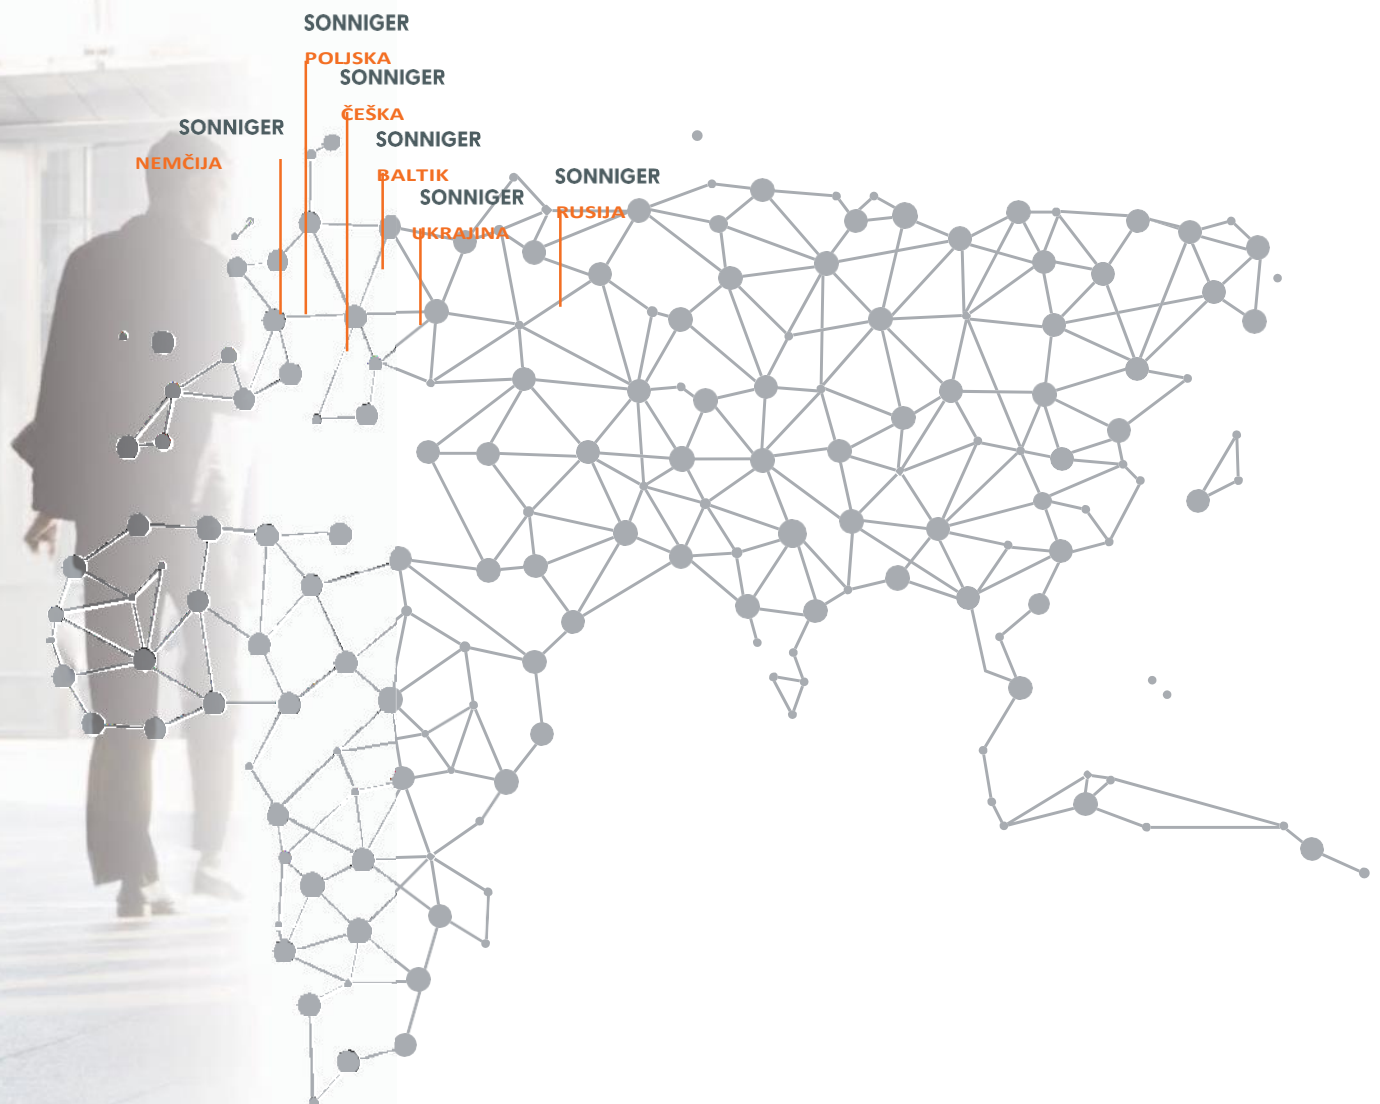 SONNIGER
POLJSKA
SONNIGER
ČEŠKA
SONNIGER
NEMČIJA
SONNIGER
BALTIK
SONNIGER
UKRAJINA
SONNIGER
RUSIJA